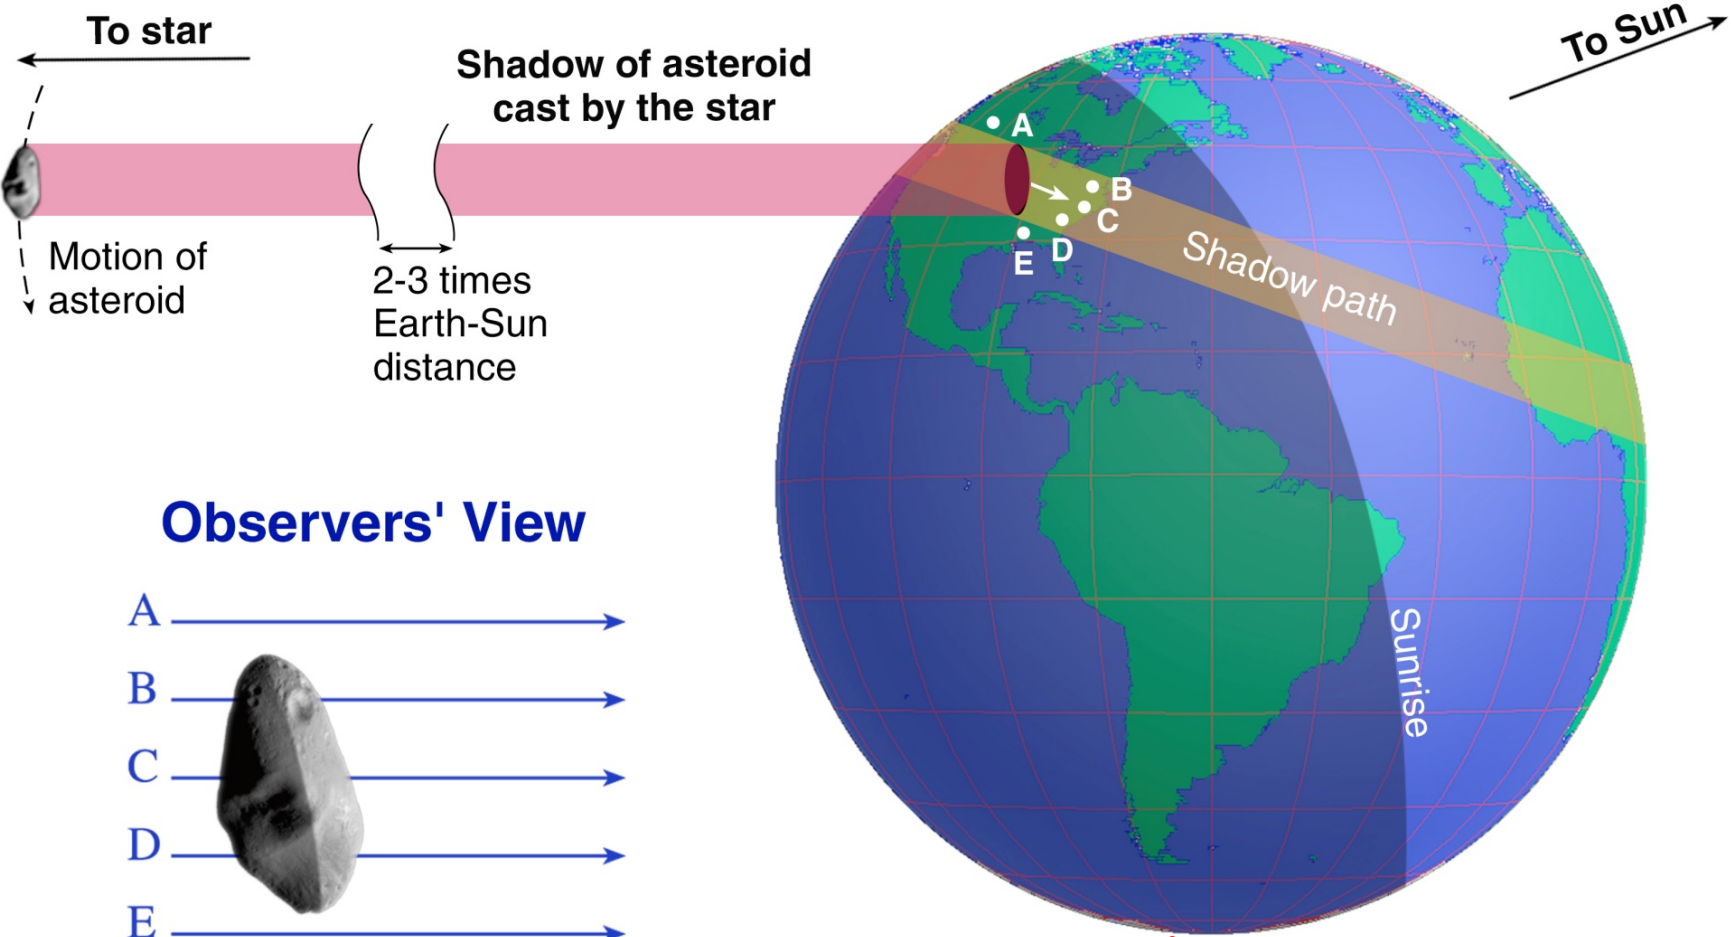 To star
To Sun
Shadow of asteroid
cast by the star
A
B
C
D
E
Motion of
asteroid
2-3 times
Earth-Sun
distance
Shadow path
Sunrise
Observers' View
A
B
C
D
E